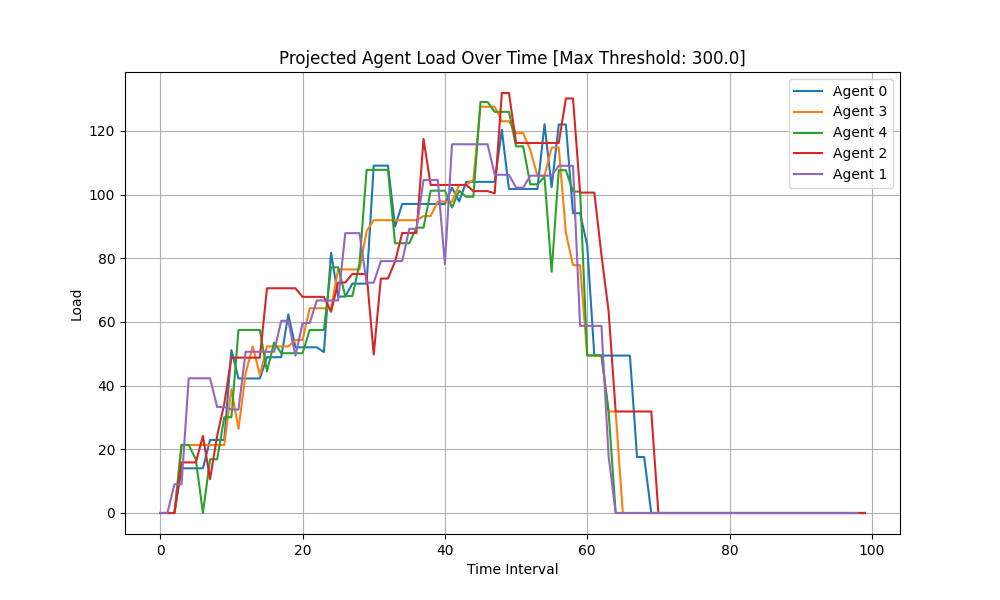 Projected Agent Load Over Time [Max Threshold: 300.0]
Load
120
100
80
60
40
20
0
0 20 40 60 80 100
Time Interval
Agent 0
Agent 3
Agent 4
Agent 2
Agent 1